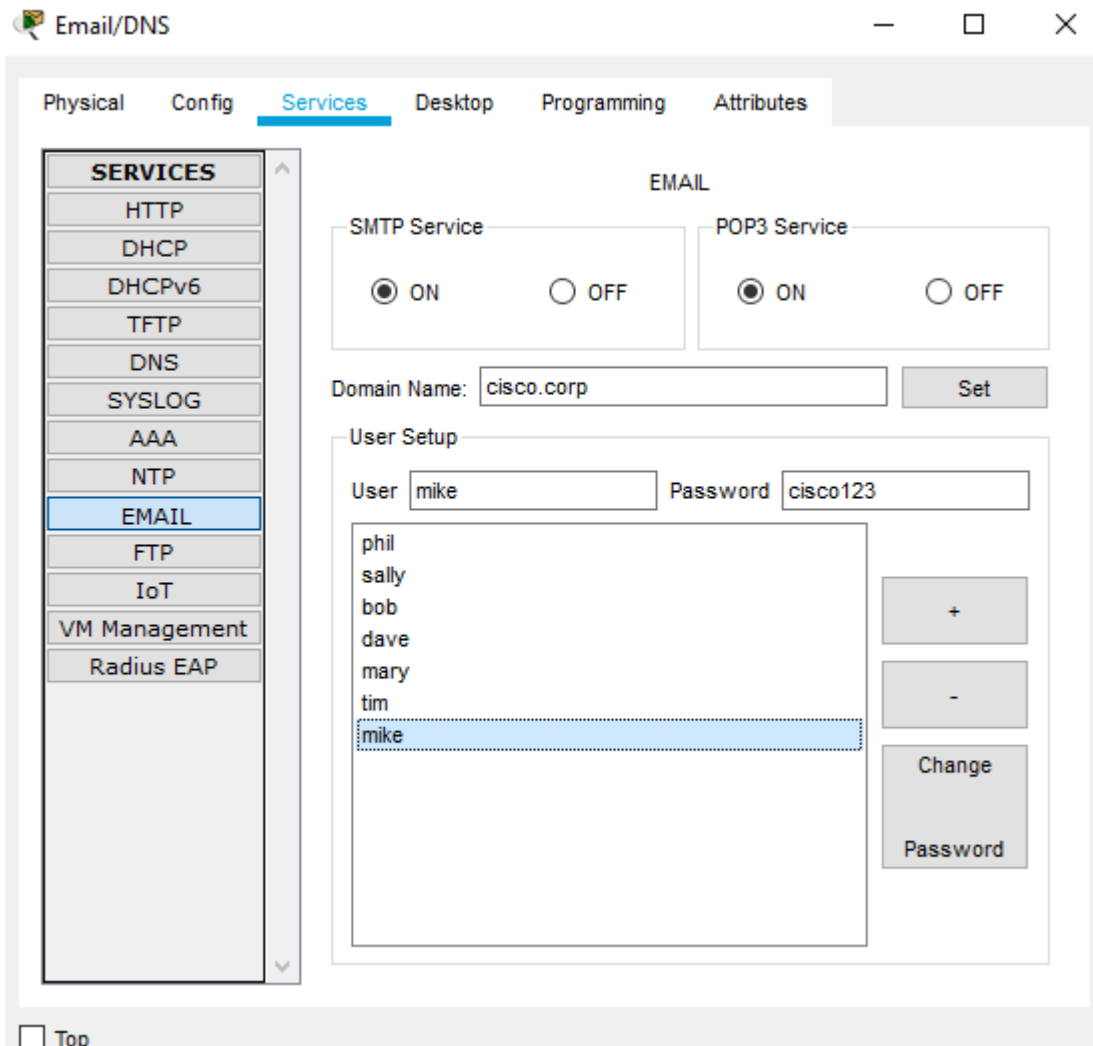 Email/DNS
Physical Config Services Desktop Programming Attributes
SERVICES
HTTP
DHCP
DHCPv6
TFTP
DNS
SYSLOG
AAA
NTP
EMAIL
FTP
IoT
VM Management
Radius EAP
EMAIL
SMTP Service
ON OFF
POP3 Service
ON OFF
Domain Name: cisco.corp Set
User Setup
User mike Password cisco123
phil
sally
bob
dave
mary
tim
mike
+
-
Change
Password
Top